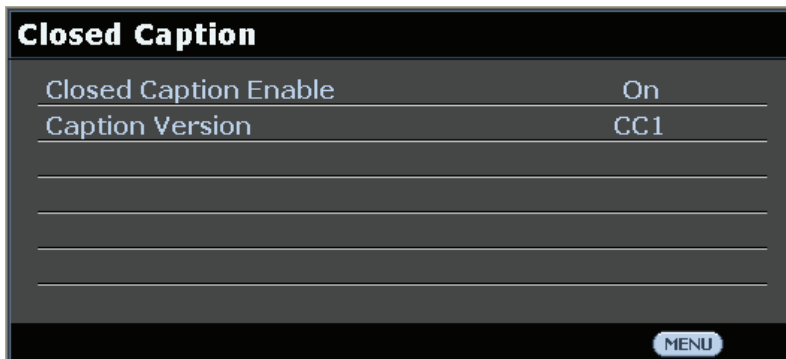 Closed Caption
Closed Caption Enable On
Caption Version CC1
MENU